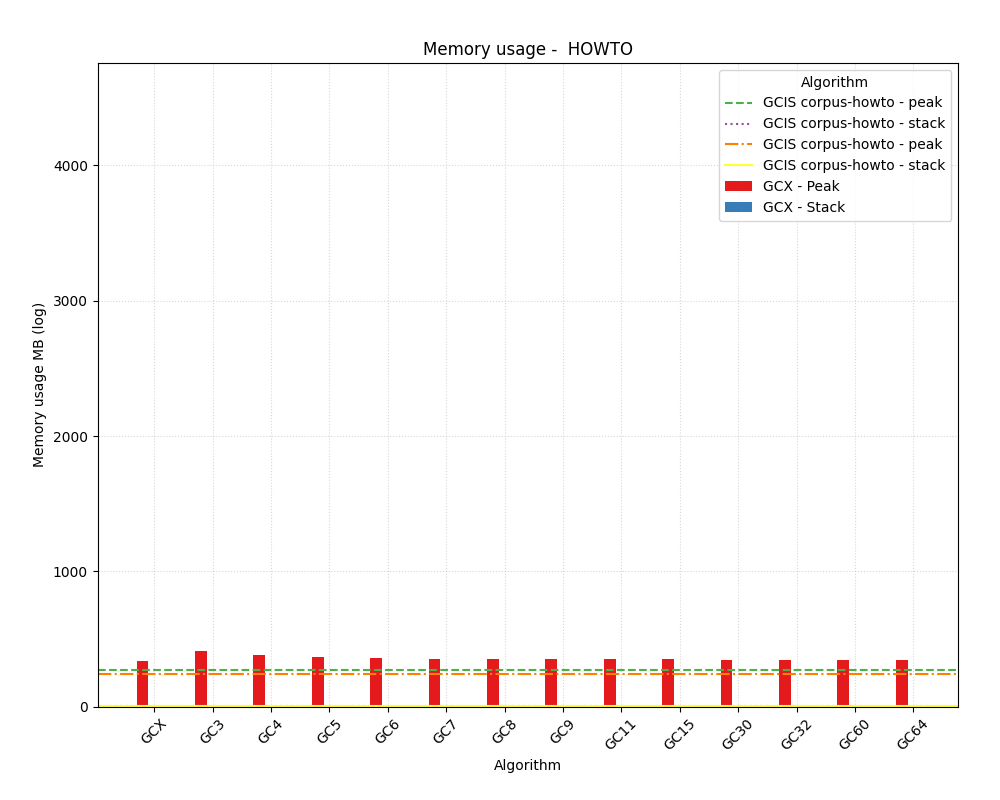 Memory usage -  HOWTO
Algorithm
GCIS corpus-howto - peak
GCIS corpus-howto - stack
GCIS corpus-howto - peak
GCIS corpus-howto - stack
GCX - Peak
GCX - Stack
Memory usage MB (log)
4000
3000
2000
1000
0
GCX GC3 GC4 GC5 GC6 GC7 GC8 GC9 GC11 GC15 GC30 GC32 GC60 GC64
Algorithm